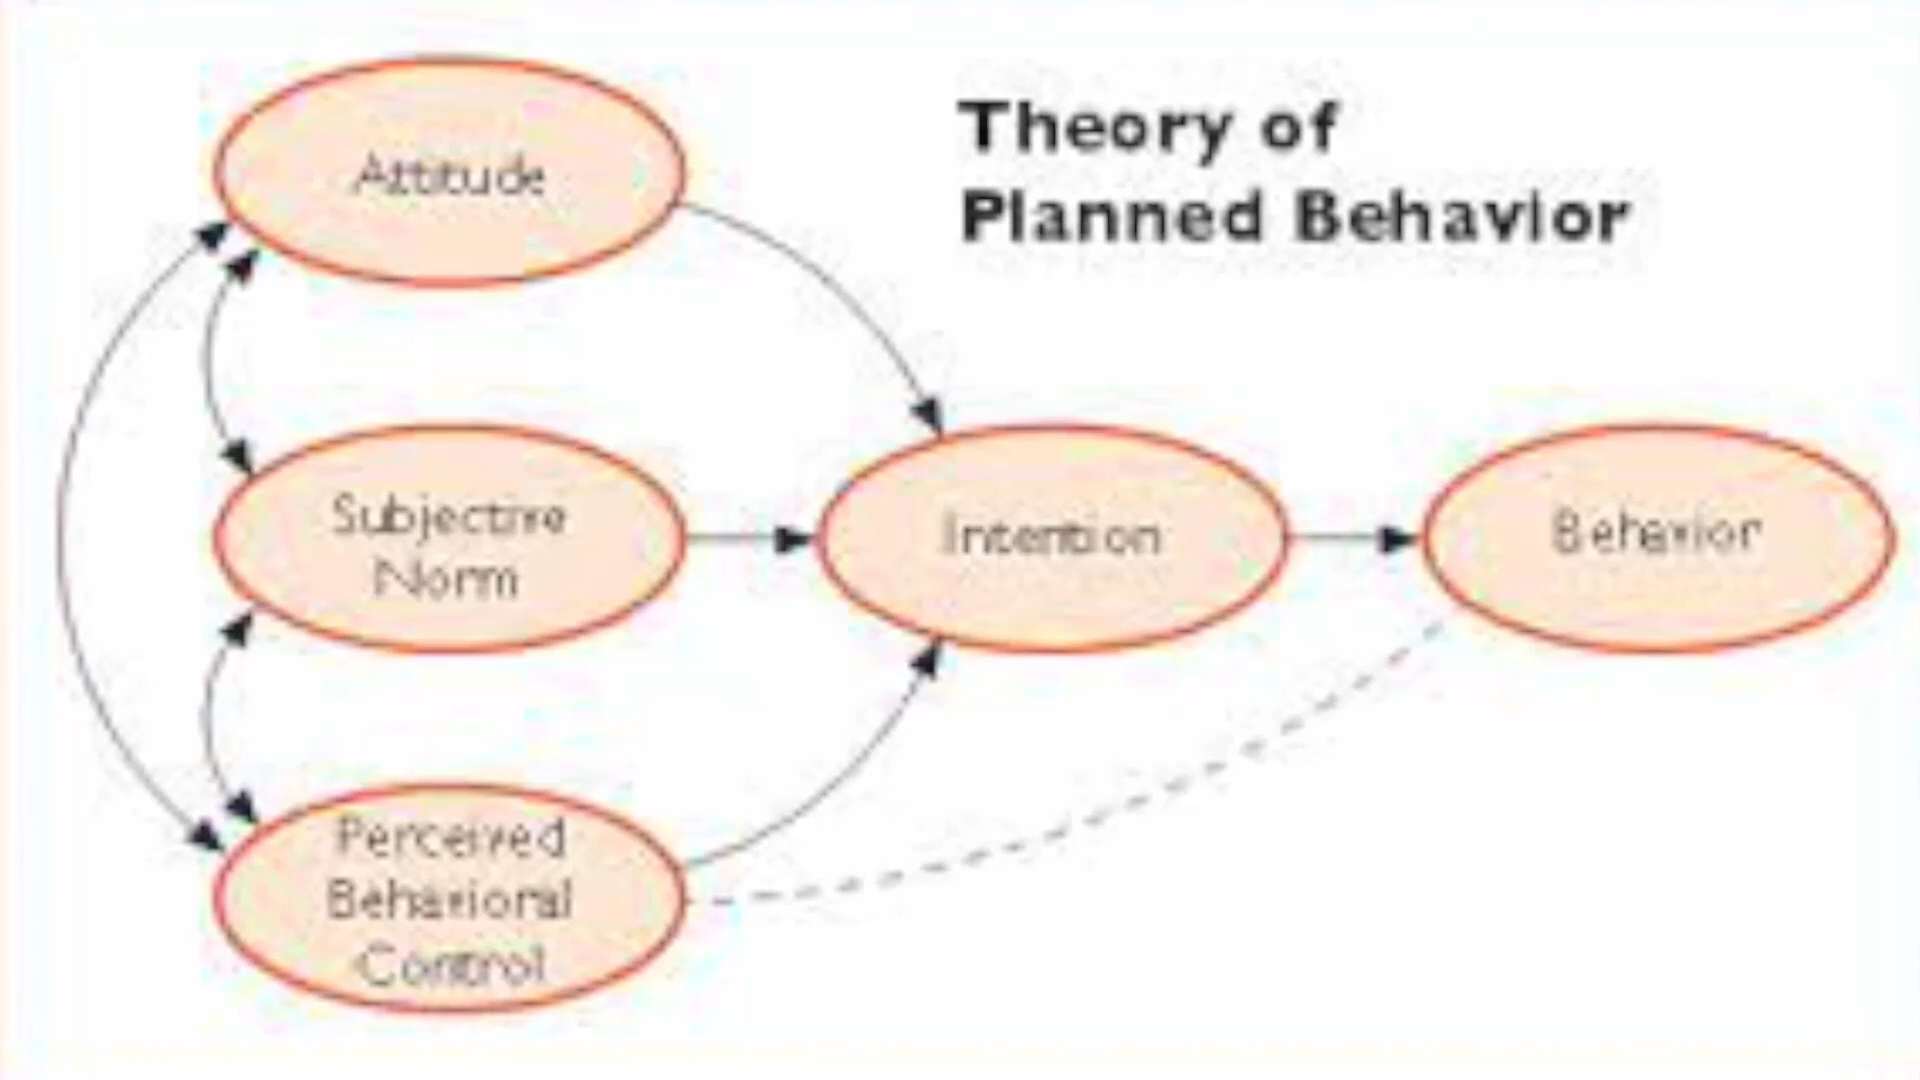 Theory of
Planned Behavior
Attitude
Subjective
Norm
Intention
Behavior
Perceived
Behavioral
Control